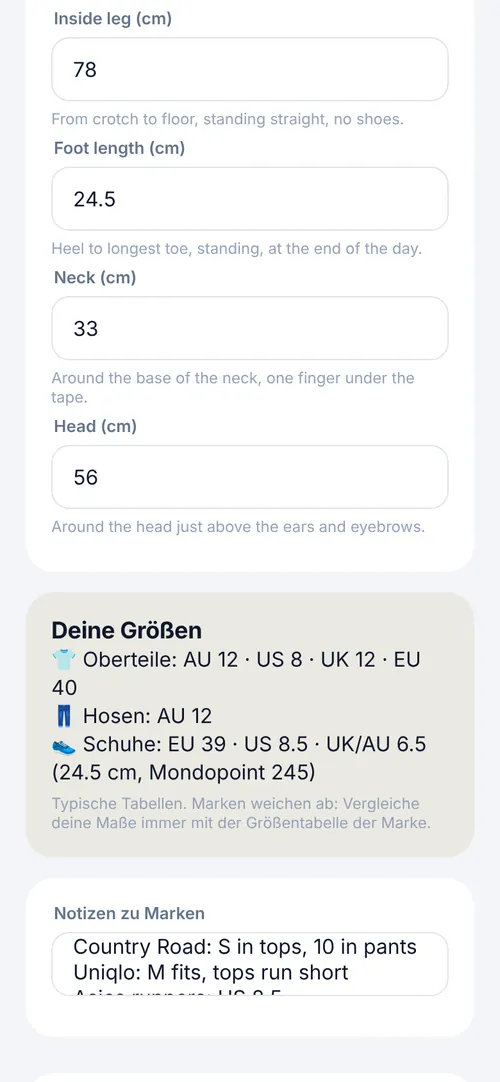 Inside leg (cm)
78
From crotch to floor, standing straight, no shoes.
Foot length (cm)
24.5
Heel to longest toe, standing, at the end of the day.
Neck (cm)
33
Around the base of the neck, one finger under the
tape.
Head (cm)
56
Around the head just above the ears and eyebrows.
Deine Größen
👕 Oberteile: AU 12 · US 8 · UK 12 · EU
40
👖 Hosen: AU 12
👟 Schuhe: EU 39 · US 8.5 · UK/AU 6.5
(24.5 cm, Mondopoint 245)
Typische Tabellen. Marken weichen ab: Vergleiche
deine Maße immer mit der Größentabelle der Marke.
Notizen zu Marken
Country Road: S in tops, 10 in pants
Uniqlo: M fits, tops run short